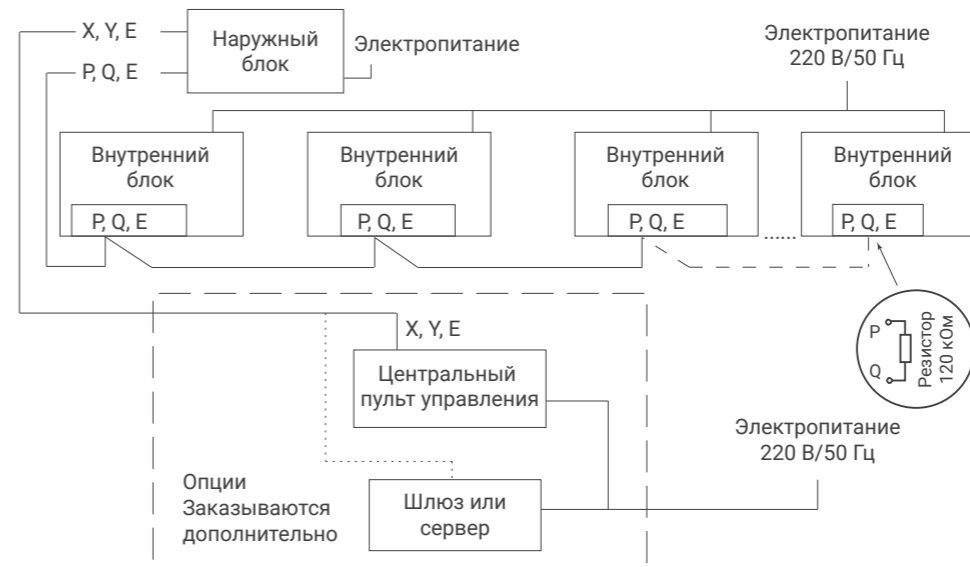 X, Y, E
P, Q, E
Наружный
блок
Электропитание
Электропитание
220 В/50 Гц
Внутренний
блок
P, Q, E
Внутренний
блок
P, Q, E
Внутренний
блок
P, Q, E
Внутренний
блок
P, Q, E
X, Y, E
Центральный
пульт управления
P
Q
Резистор
120 кОм
Электропитание
220 В/50 Гц
Опции
Заказываются
дополнительно
Шлюз или
сервер